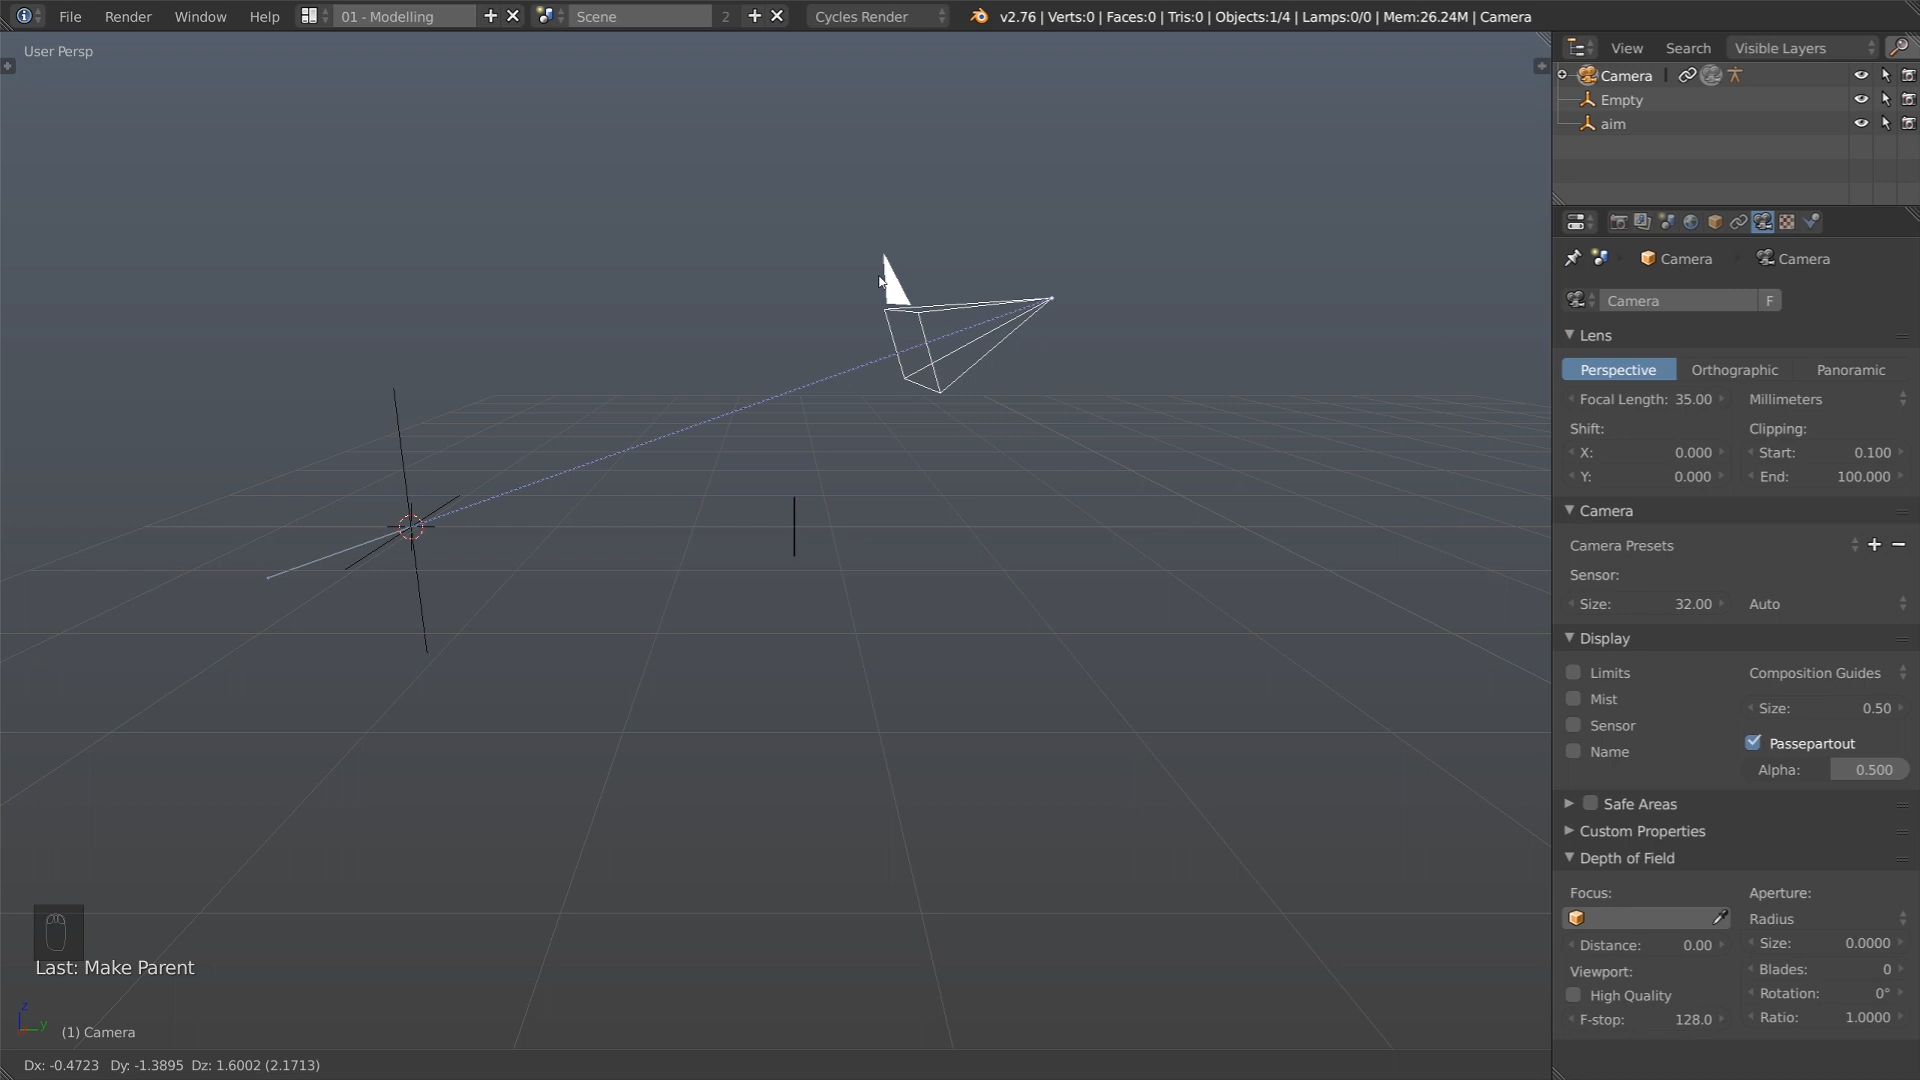 File Render Window Help 01 - Modelling Scene 2 Cycles Render v2.76 | Verts:0 | Faces:0 | Tris:0 | Objects:1/4 | Lamps:0/0 | Mem:26.24M | Camera
User Persp
View Search Visible Layers
Camera
Empty
aim
Camera Camera
Camera F
Lens
Perspective Orthographic Panoramic
Focal Length: 35.00 Millimeters
Shift: Clipping:
X: 0.000 Start: 0.100
Y: 0.000 End: 100.000
Camera
Camera Presets
Sensor:
Size: 32.00 Auto
Display
Limits Composition Guides
Mist Size: 0.50
Sensor
Name Passepartout
Alpha: 0.500
Safe Areas
Custom Properties
Depth of Field
Focus: Aperture:
Radius
Distance: 0.00 Size: 0.0000
Viewport: Blades: 0
High Quality Rotation: 0°
F-stop: 128.0 Ratio: 1.0000
Last: Make Parent
z
y
(1) Camera
Dx: -0.4723 Dy: -1.3895 Dz: 1.6002 (2.1713)